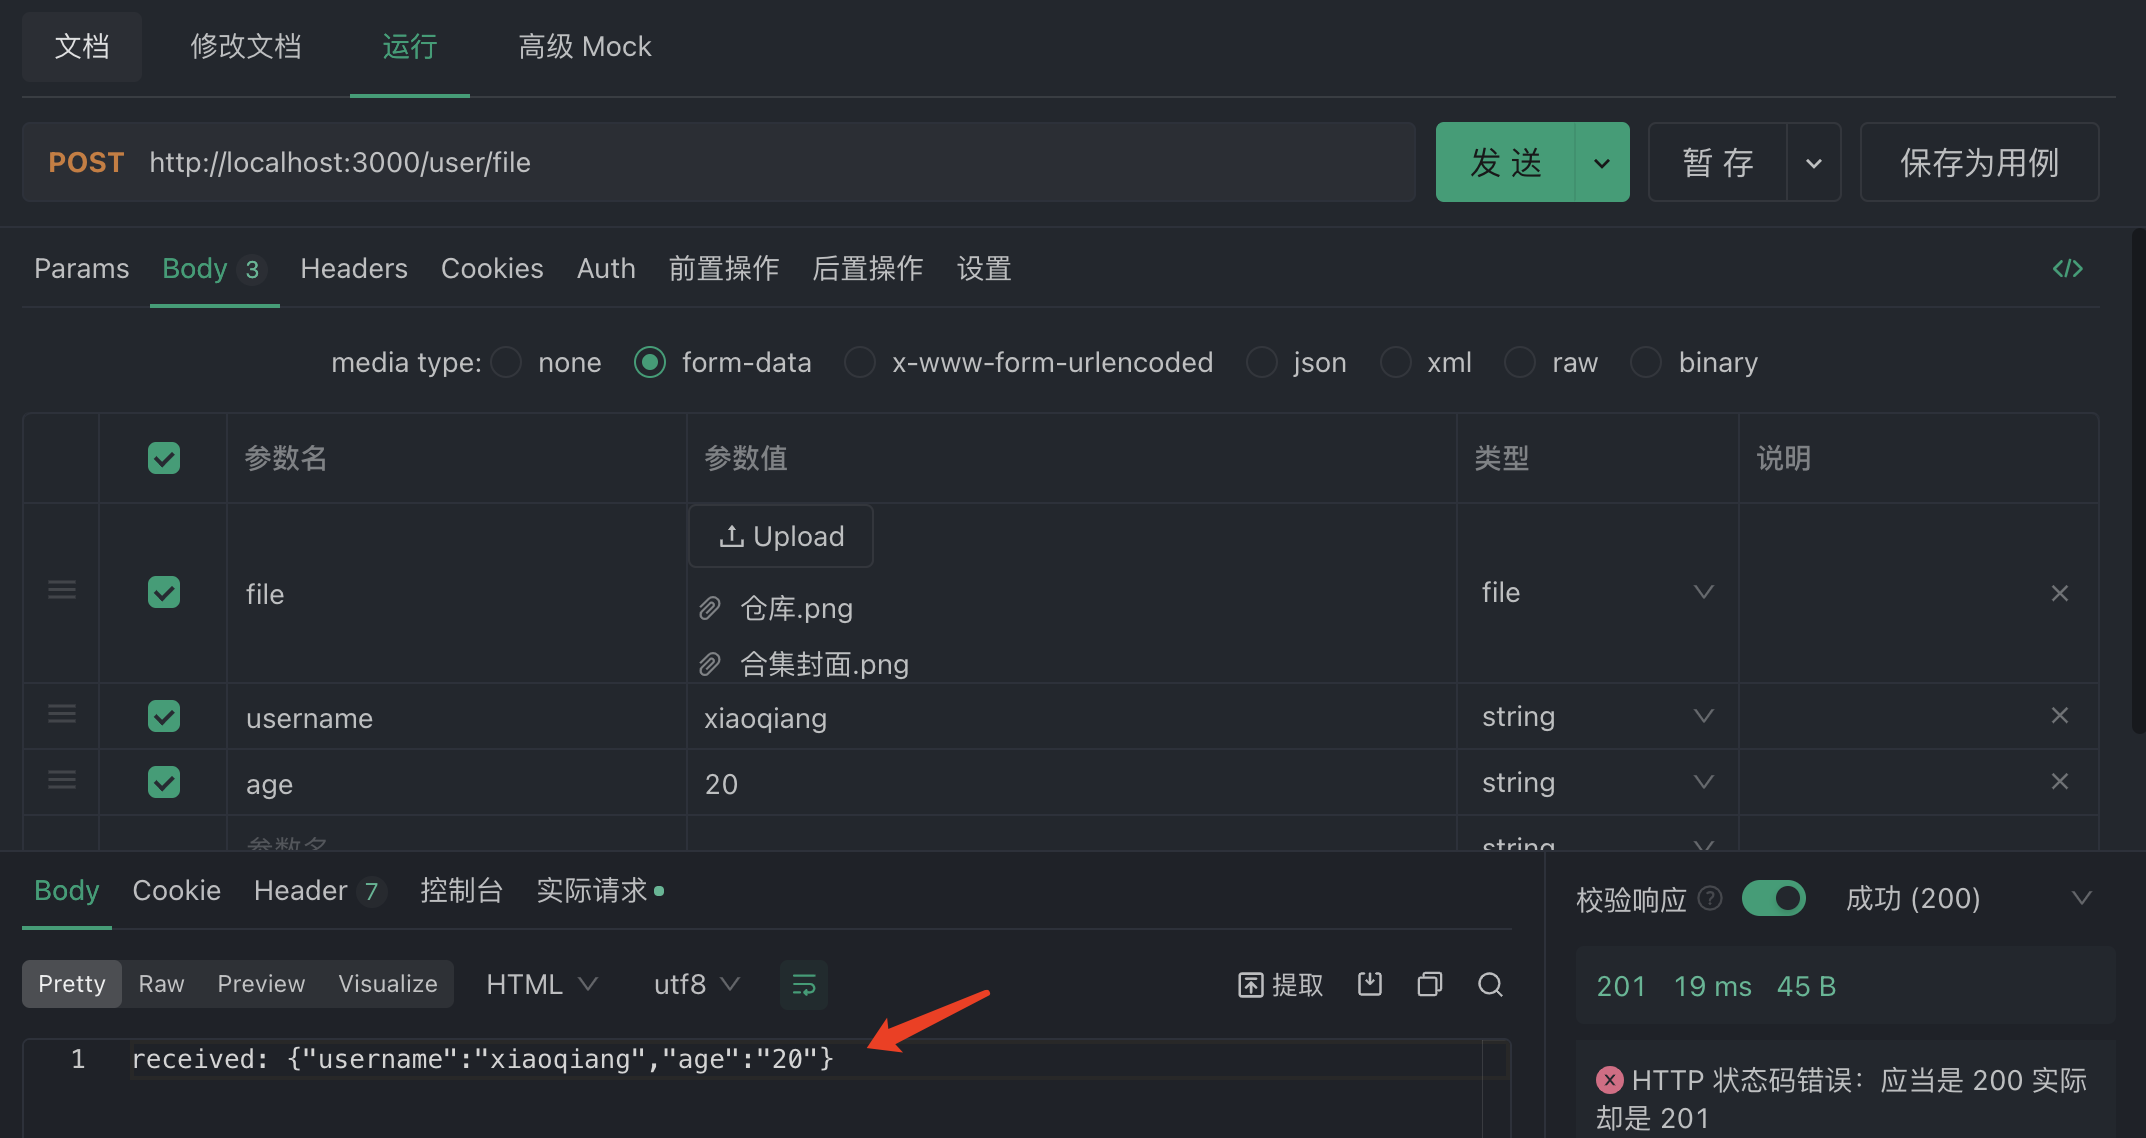 文档 修改文档 运行 高级 Mock
POST http://localhost:3000/user/file 发 送 暂 存 保存为用例
Params Body 3 Headers Cookies Auth 前置操作 后置操作 设置 </>
media type: none form-data x-www-form-urlencoded json xml raw binary
参数名 参数值 类型 说明
Upload
file 仓库.png file
合集封面.png
username xiaoqiang string
age 20 string
参数名 string
Body Cookie Header 7 控制台 实际请求 校验响应 ? 成功 (200)
Pretty Raw Preview Visualize HTML utf8 提取 201 19 ms 45 B
1 received: {"username":"xiaoqiang","age":"20"}
HTTP 状态码错误：应当是 200 实际
却是 201